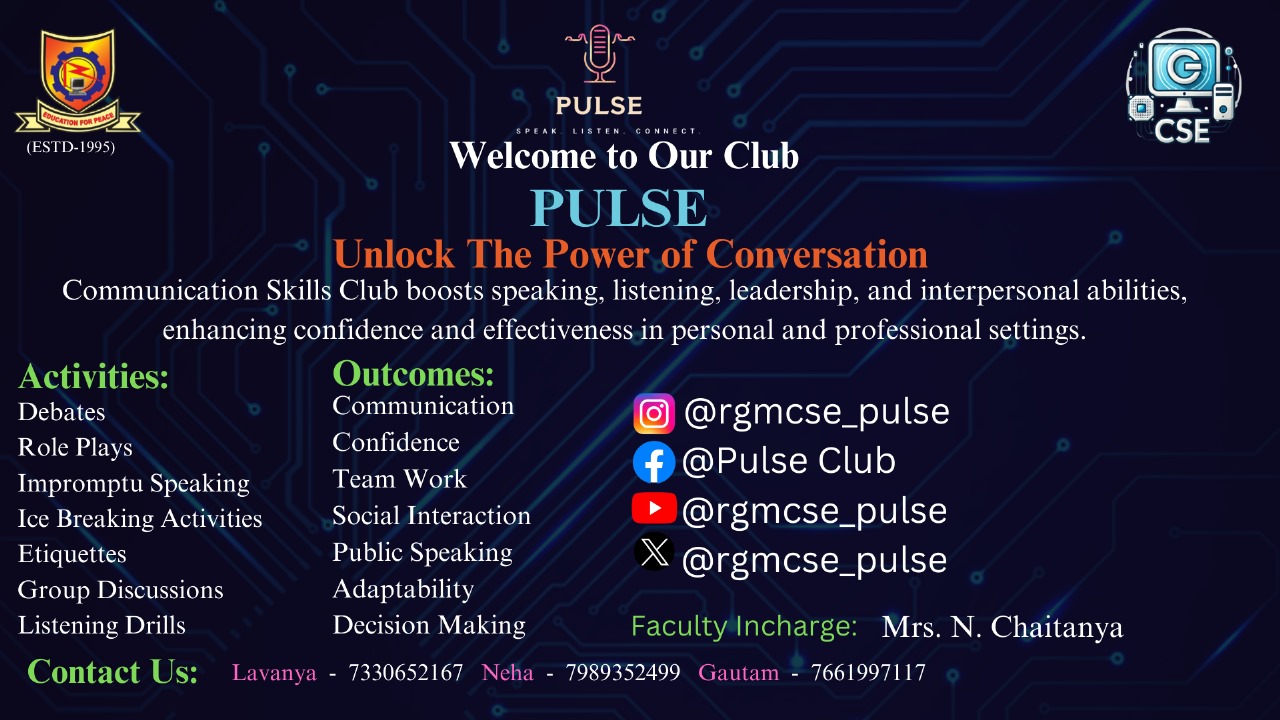 EDUCATION FOR PEACE
(ESTD-1995)
PULSE
SPEAK. LISTEN. CONNECT.
G
CSE
Welcome to Our Club
PULSE
Unlock The Power of Conversation
Communication Skills Club boosts speaking, listening, leadership, and interpersonal abilities,
enhancing confidence and effectiveness in personal and professional settings.
Activities:
Debates
Role Plays
Impromptu Speaking
Ice Breaking Activities
Etiquettes
Group Discussions
Listening Drills
Outcomes:
Communication
Confidence
Team Work
Social Interaction
Public Speaking
Adaptability
Decision Making
@rgmcse_pulse
@Pulse Club
@rgmcse_pulse
@rgmcse_pulse
Faculty Incharge: Mrs. N. Chaitanya
Contact Us: Lavanya - 7330652167 Neha - 7989352499 Gautam - 7661997117